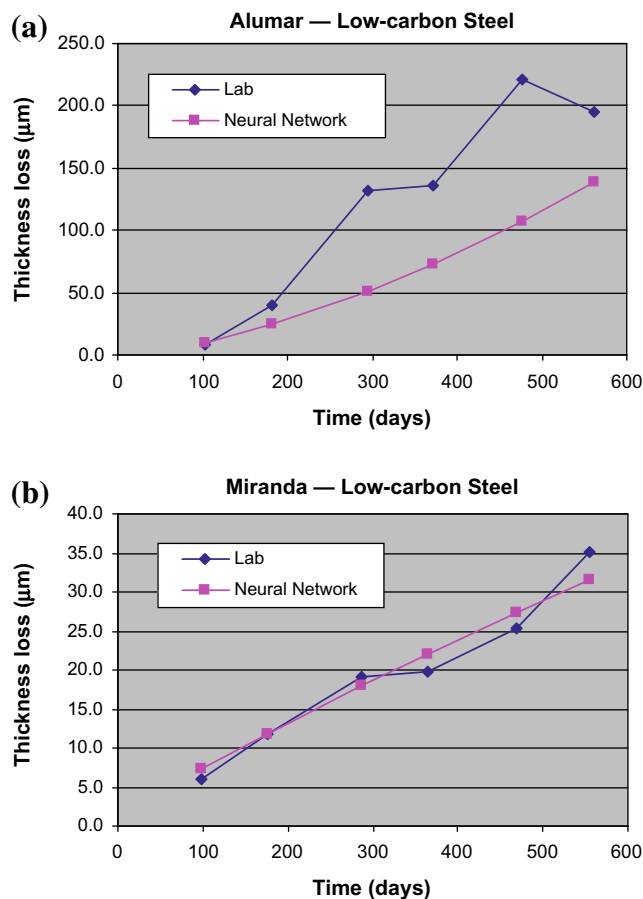 (a)
Alumar — Low-carbon Steel
250.0
200.0
150.0
100.0
50.0
0.0
Thickness loss (μm)
Lab
Neural Network
0 100 200 300 400 500 600
Time (days)
(b)
Miranda — Low-carbon Steel
40.0
35.0
30.0
25.0
20.0
15.0
10.0
5.0
0.0
Thickness loss (μm)
Lab
Neural Network
0 100 200 300 400 500 600
Time (days)